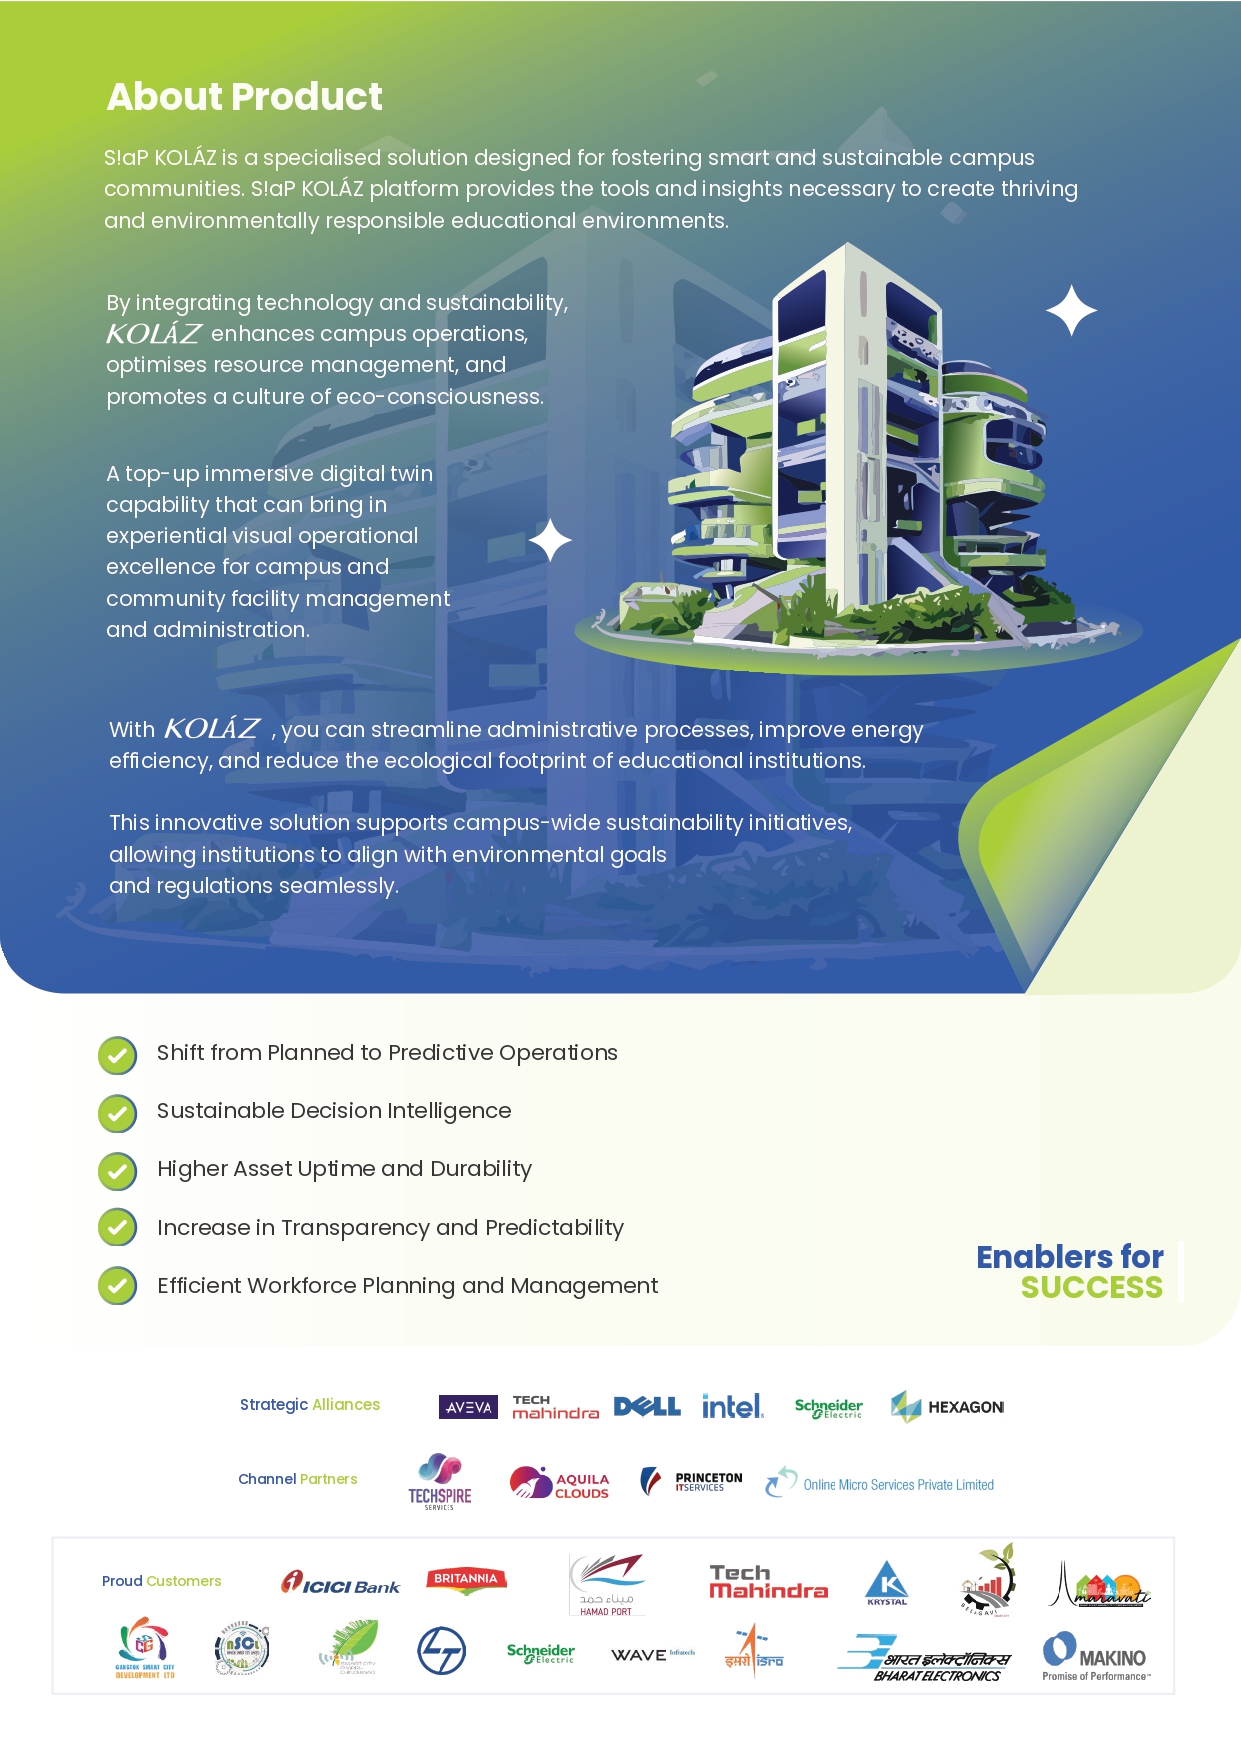 About Product
S!aP KOLÁZ is a specialised solution designed for fostering smart and sustainable campus
communities. S!aP KOLÁZ platform provides the tools and insights necessary to create thriving
and environmentally responsible educational environments.
By integrating technology and sustainability,
KOLÁZ enhances campus operations,
optimises resource management, and
promotes a culture of eco-consciousness.
A top-up immersive digital twin
capability that can bring in
experiential visual operational
excellence for campus and
community facility management
and administration.
With KOLÁZ , you can streamline administrative processes, improve energy
efficiency, and reduce the ecological footprint of educational institutions.
This innovative solution supports campus-wide sustainability initiatives,
allowing institutions to align with environmental goals
and regulations seamlessly.
Shift from Planned to Predictive Operations
Sustainable Decision Intelligence
Higher Asset Uptime and Durability
Increase in Transparency and Predictability
Efficient Workforce Planning and Management
Enablers for
SUCCESS
Strategic Alliances
AVEVA
TECH
mahindra
DELL
intel
Schneider
Electric
HEXAGON
Channel Partners
TECHSPIRE
SERVICES
AQUILA
CLOUDS
PRINCETON
ITSERVICES
Online Micro Services Private Limited
Proud Customers
ICICI Bank
BRITANNIA
ميناء حمد
HAMAD PORT
Tech
Mahindra
K
KRYSTAL
BELAGAVI
Amaravati
GANGTOK SMART CITY
DEVELOPMENT LTD
NSCL
SMART CITY
LT
Schneider
Electric
WAVE Infratech
इसरो isro
भारत इलेक्ट्रॉनिक्स
BHARAT ELECTRONICS
MAKINO
Promise of Performance™